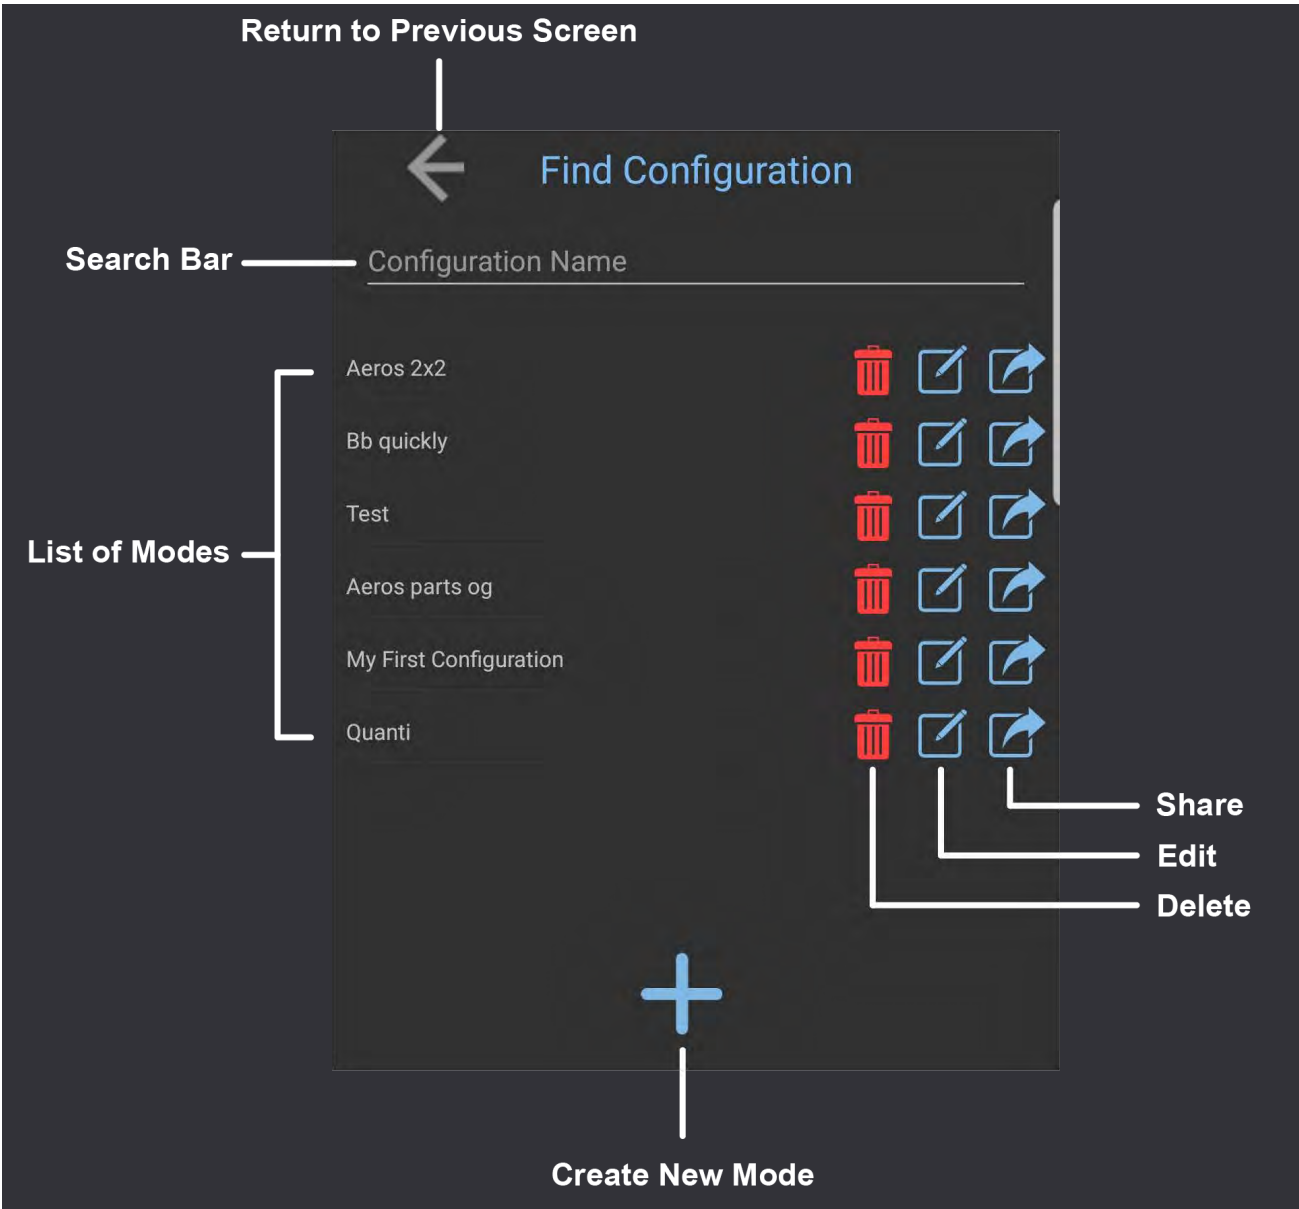 Return to Previous Screen
Find Configuration
Search Bar
Configuration Name
Aeros 2x2
Bb quickly
Test
List of Modes
Aeros parts og
My First Configuration
Quanti
Share
Edit
Delete
Create New Mode